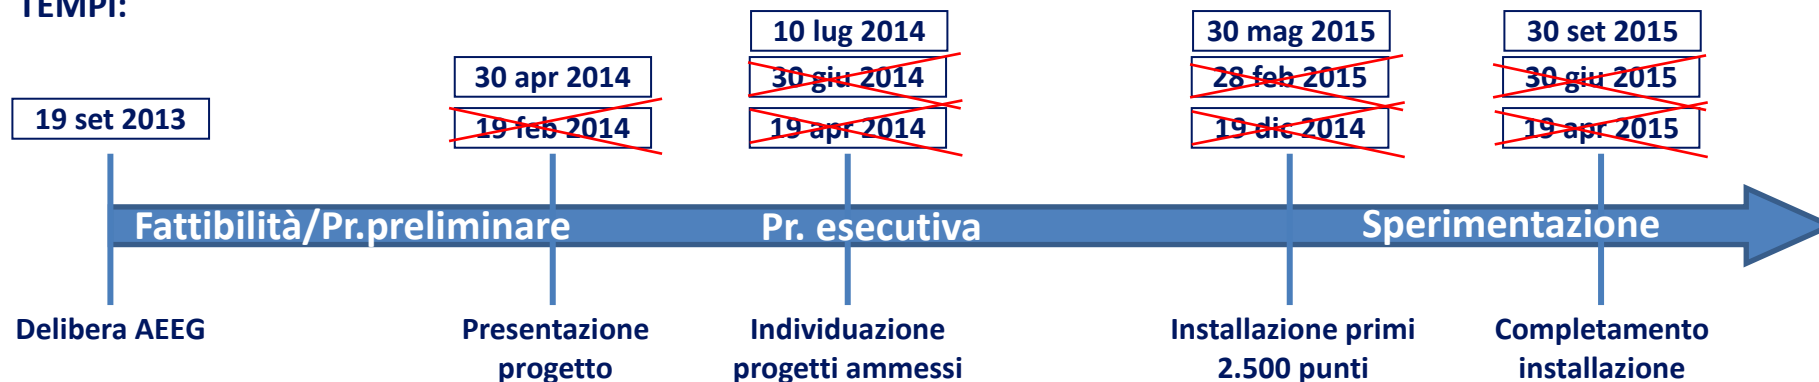 TEMPI:
10 lug 2014
30 mag 2015
30 set 2015
30 apr 2014
30 giu 2014
28 feb 2015
30 giu 2015
19 set 2013
19 feb 2014
19 apr 2014
19 dic 2014
19 apr 2015
Fattibilità/Pr.preliminare
Pr. esecutiva
Sperimentazione
Delibera AEEG
Presentazione
progetto
Individuazione
progetti ammessi
Installazione primi
2.500 punti
Completamento
installazione